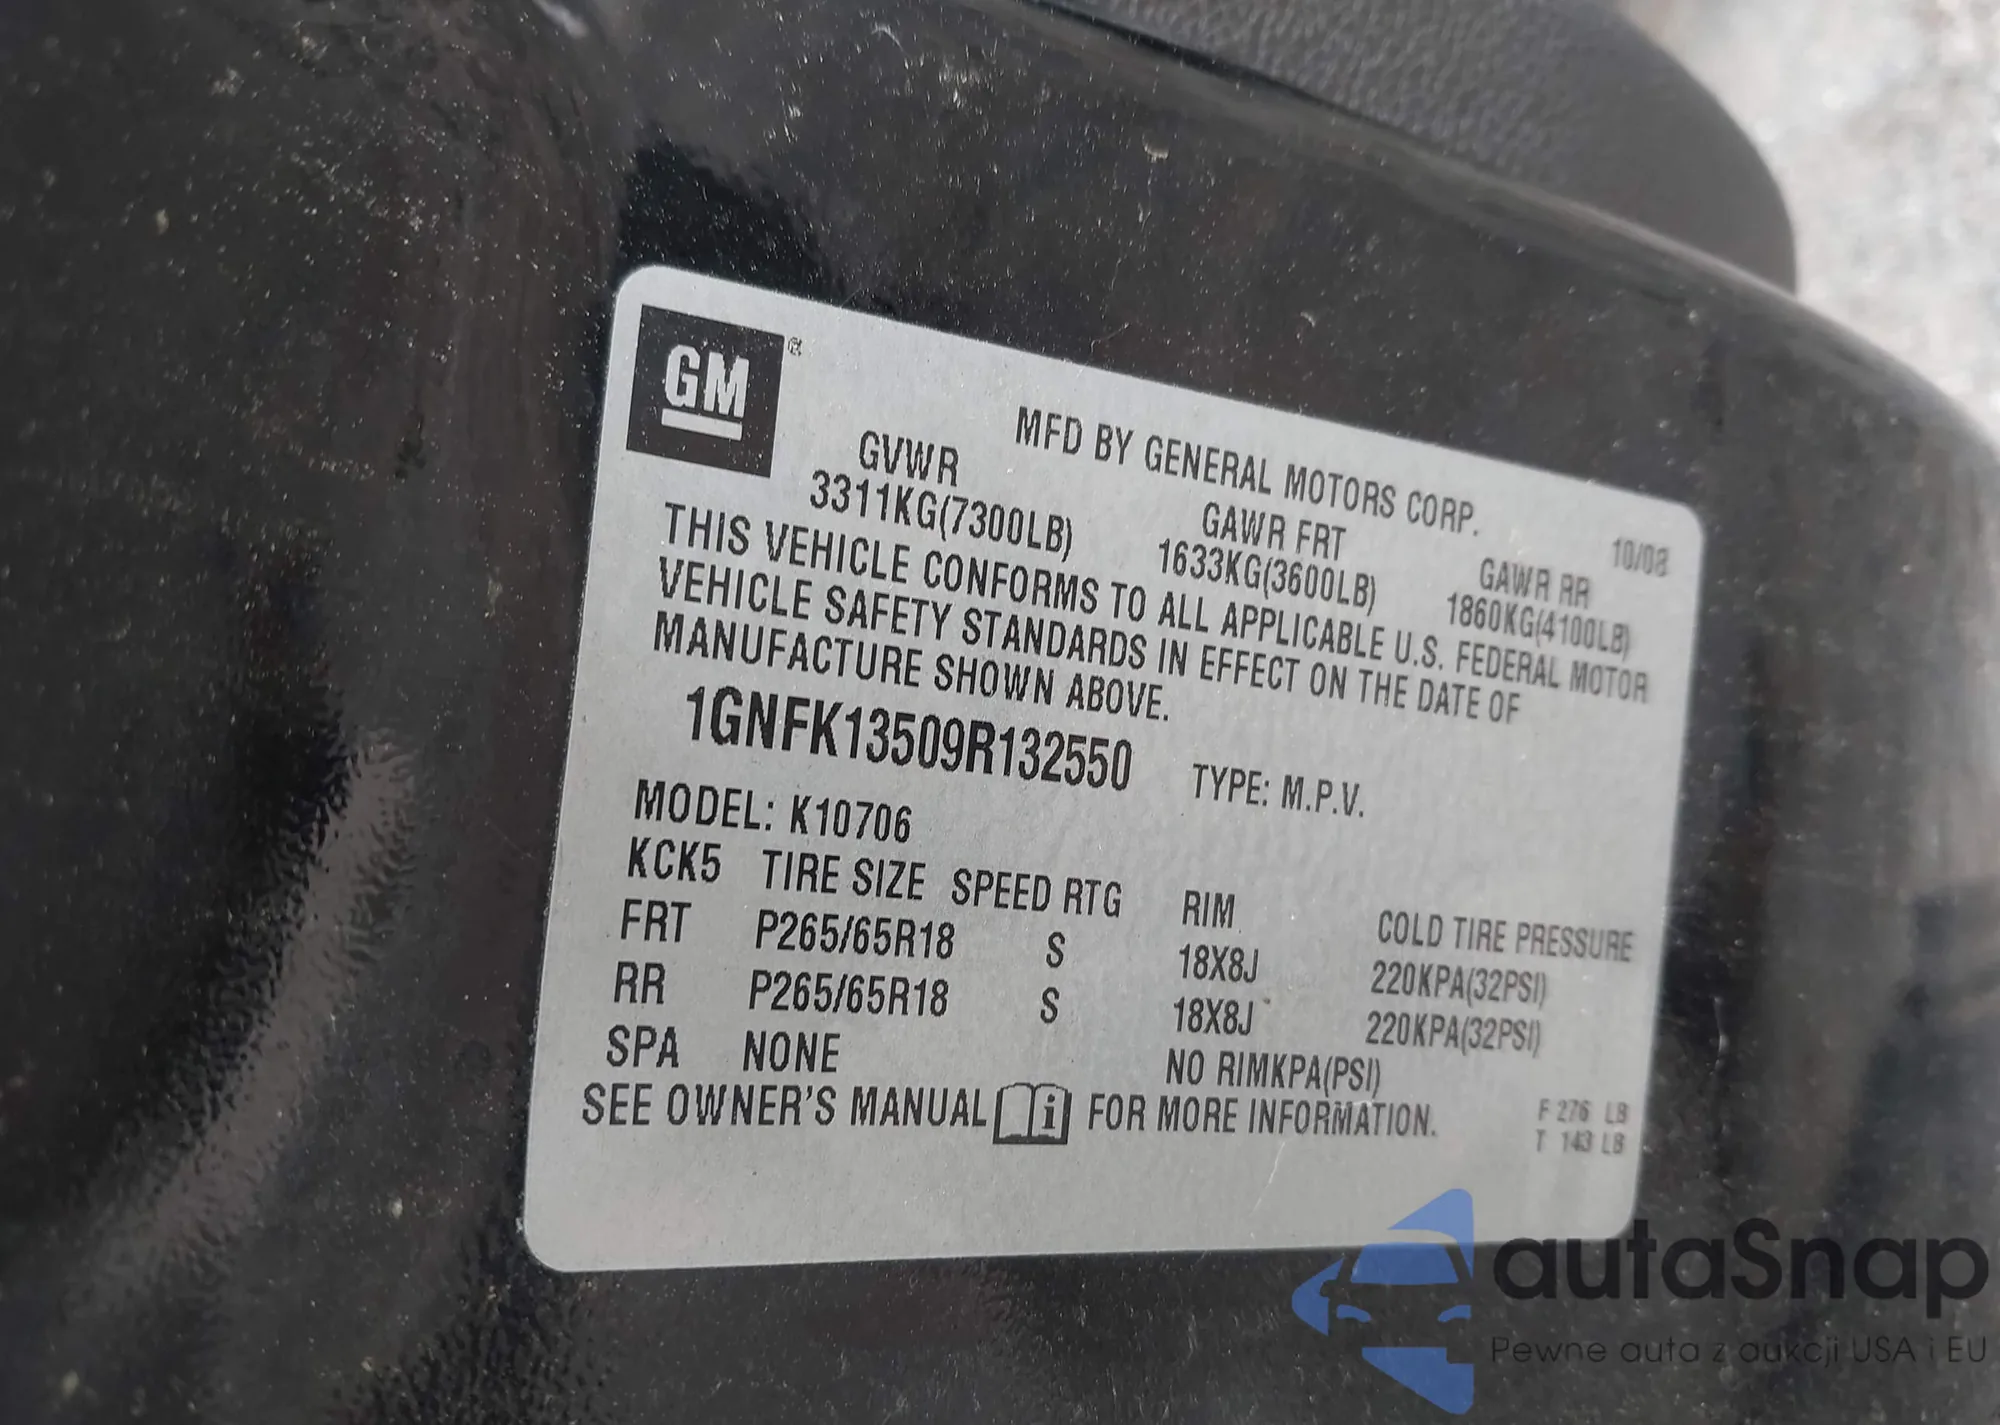 GM
MFD BY GENERAL MOTORS CORP.
10/08
GVWR GAWR FRT GAWR RR
3311KG(7300LB) 1633KG(3600LB) 1860KG(4100LB)
THIS VEHICLE CONFORMS TO ALL APPLICABLE U.S. FEDERAL MOTOR
VEHICLE SAFETY STANDARDS IN EFFECT ON THE DATE OF
MANUFACTURE SHOWN ABOVE.
1GNFK13509R132550 TYPE: M.P.V.
MODEL: K10706
KCK5 TIRE SIZE SPEED RTG RIM COLD TIRE PRESSURE
FRT P265/65R18 S 18X8J 220KPA(32PSI)
RR P265/65R18 S 18X8J 220KPA(32PSI)
SPA NONE NO RIMKPA(PSI)
SEE OWNER'S MANUAL FOR MORE INFORMATION.
F 276 LB
T 143 LB
autaSnap
Pewne auta z aukcji USA i EU